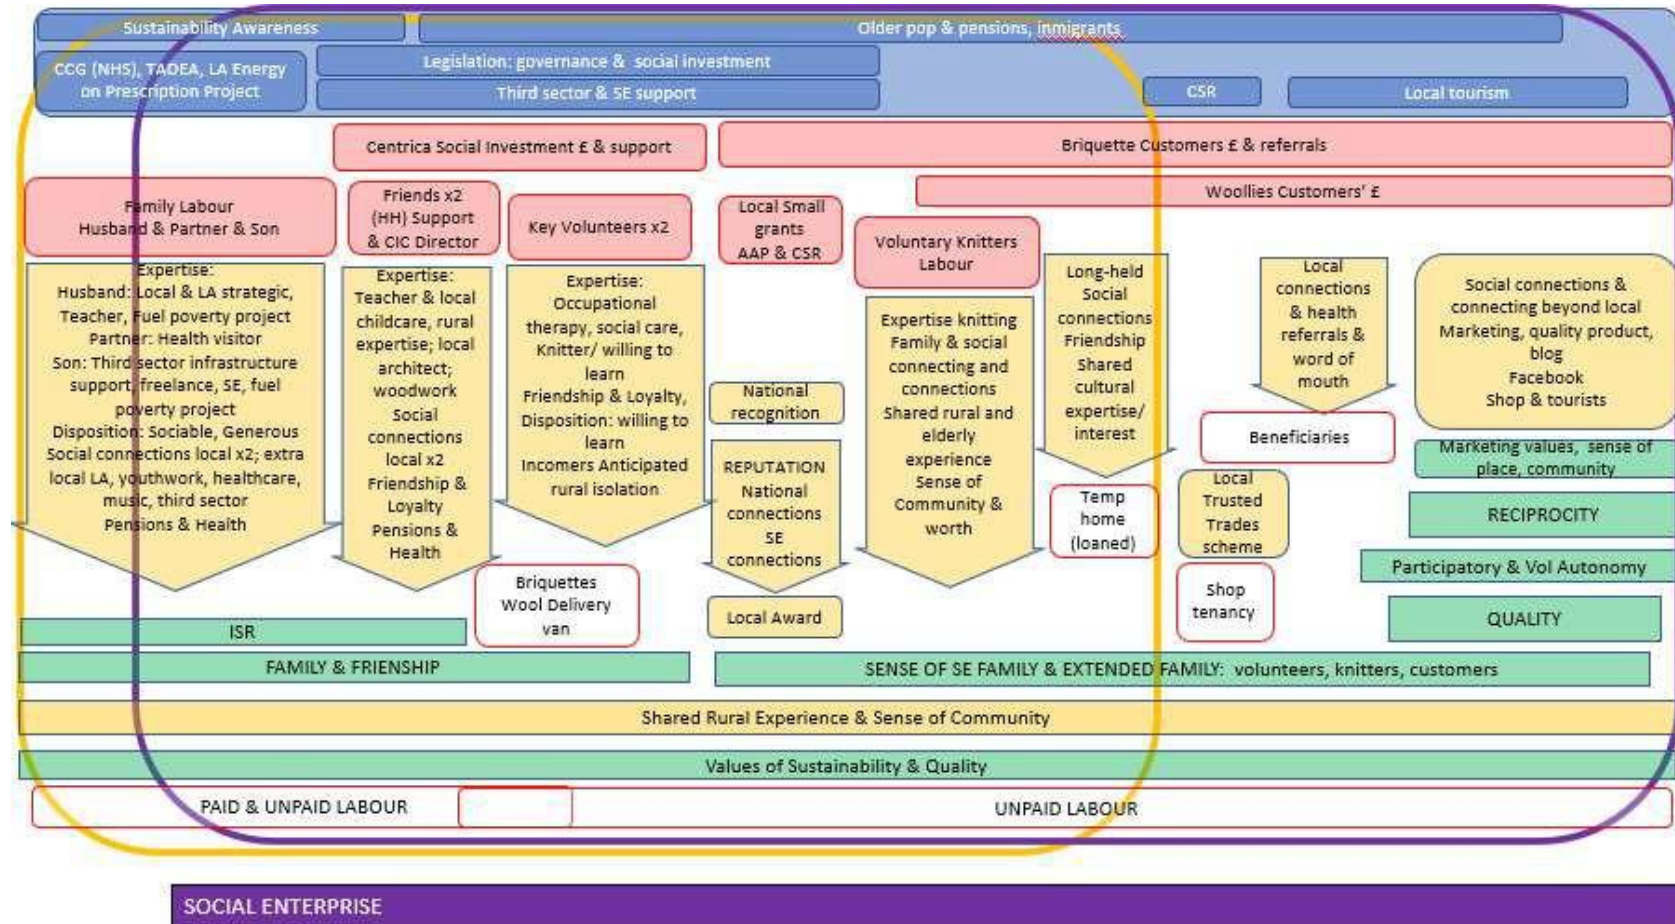 Sustainability Awareness
Older pop & pensions, inmigrants
CCG (NHS), TADEA, LA Energy
on Prescription Project
Legislation: governance & social investment
Third sector & SE support
CSR
Local tourism
Centrica Social Investment £ & support
Briquette Customers £ & referrals
Woollies Customers' £
Family Labour
Husband & Partner & Son
Friends x2
(HH) Support
& CIC Director
Key Volunteers x2
Local Small
grants
AAP & CSR
Voluntary Knitters
Labour
Expertise:
Husband: Local & LA strategic,
Teacher, Fuel poverty project
Partner: Health visitor
Son: Third sector infrastructure
support, freelance, SE, fuel
poverty project
Disposition: Sociable, Generous
Social connections local x2; extra
local LA, youthwork, healthcare,
music, third sector
Pensions & Health
Expertise:
Teacher & local
childcare, rural
expertise; local
architect;
woodwork
Social
connections
local x2
Friendship &
Loyalty
Pensions &
Health
Expertise:
Occupational
therapy, social care,
Knitter/ willing to
learn
Friendship & Loyalty,
Disposition: willing to
learn
Incomers Anticipated
rural isolation
National
recognition
REPUTATION
National
connections
SE
connections
Local Award
Expertise knitting
Family & social
connecting and
connections
Shared rural and
elderly
experience
Sense of
Community &
worth
Long-held
Social
connections
Friendship
Shared
cultural
expertise/
interest
Temp
home
(loaned)
Local
connections
& health
referrals &
word of
mouth
Beneficiaries
Local
Trusted
Trades
scheme
Shop
tenancy
Social connections &
connecting beyond local
Marketing, quality product,
blog
Facebook
Shop & tourists
Marketing values, sense of
place, community
RECIPROCITY
Participatory & Vol Autonomy
QUALITY
Briquettes
Wool Delivery
van
ISR
FAMILY & FRIENSHIP
SENSE OF SE FAMILY & EXTENDED FAMILY: volunteers, knitters, customers
Shared Rural Experience & Sense of Community
Values of Sustainability & Quality
PAID & UNPAID LABOUR
UNPAID LABOUR
SOCIAL ENTERPRISE